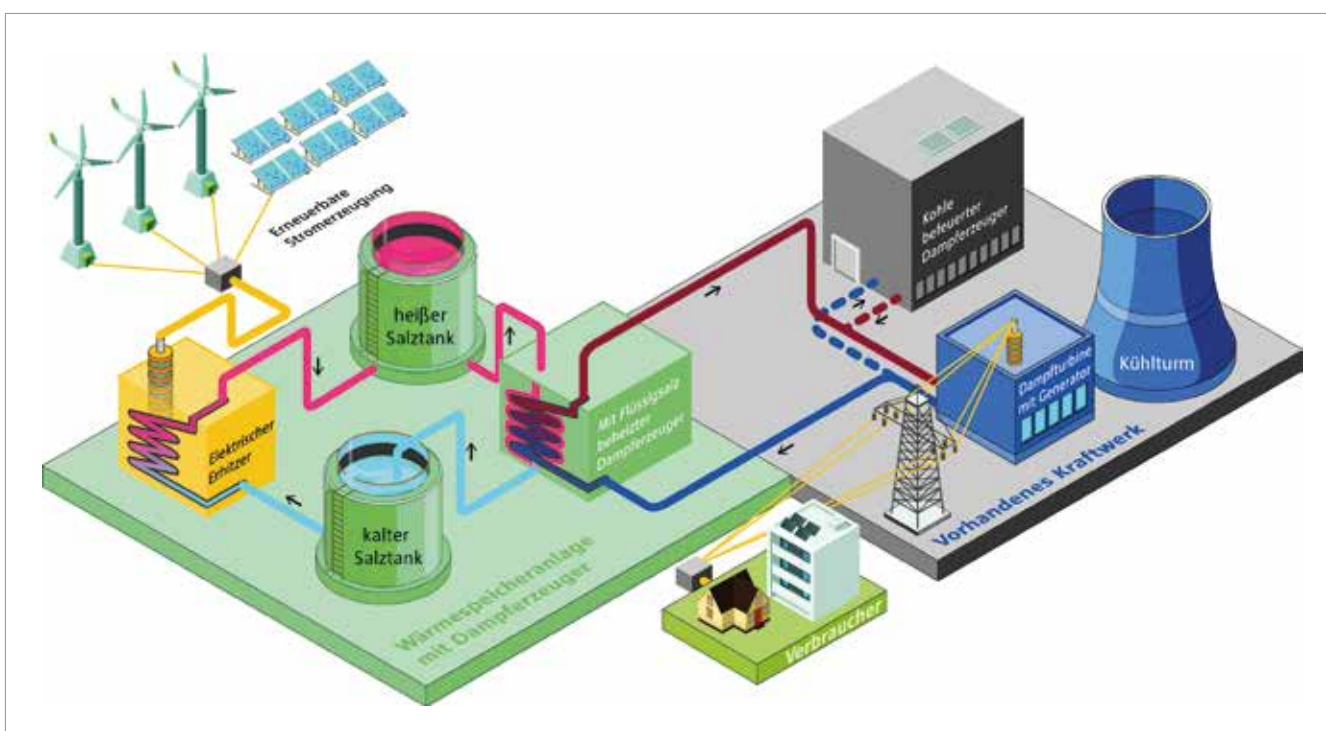 Erneuerbare
Stromerzeugung
heißer
Salztank
Elektrischer
Erhitzer
kalter
Salztank
Mit Flüssigsalz
beheizter
Dampferzeuger
Wärmespeicheranlage
mit Dampferzeuger
Kohle
befeuerter
Dampferzeuger
Dampfturbine
mit Generator
Kühlturm
Vorhandenes Kraftwerk
Verbraucher